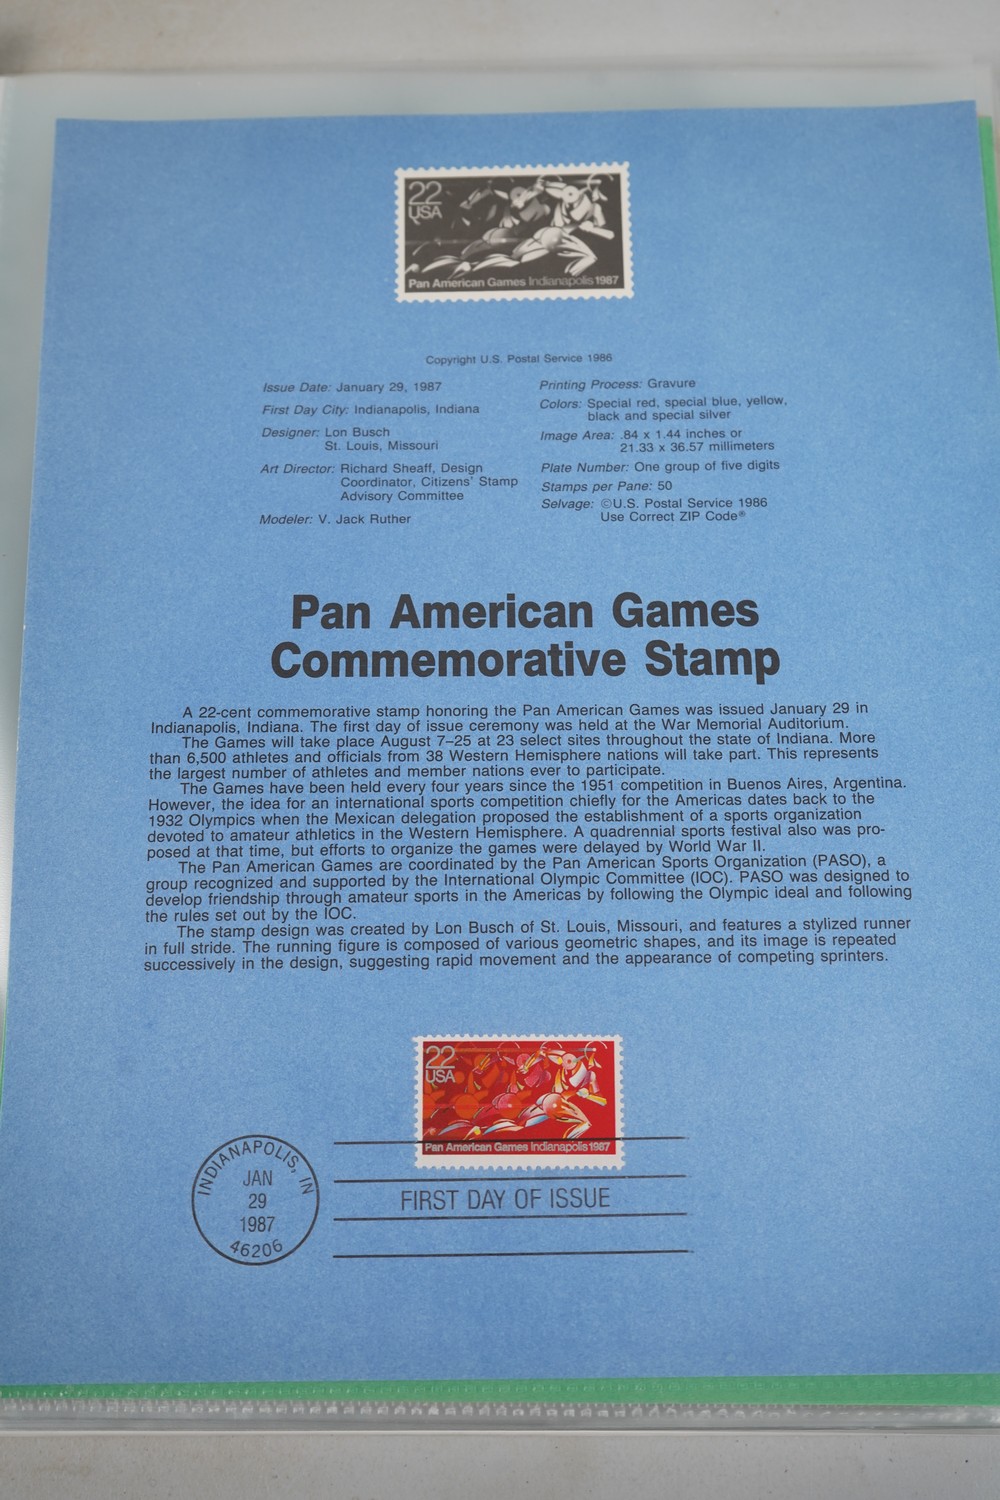 22
USA
Pan American Games Indianapolis 1987
Copyright U.S. Postal Service 1986
Issue Date: January 29, 1987
First Day City: Indianapolis, Indiana
Designer: Lon Busch
St. Louis, Missouri
Art Director: Richard Sheaff, Design
Coordinator, Citizens' Stamp
Advisory Committee
Modeler: V. Jack Ruther
Printing Process: Gravure
Colors: Special red, special blue, yellow,
black and special silver
Image Area: .84 x 1.44 inches or
21.33 x 36.57 millimeters
Plate Number: One group of five digits
Stamps per Pane: 50
Selvage: ©U.S. Postal Service 1986
Use Correct ZIP Code®
Pan American Games
Commemorative Stamp
A 22-cent commemorative stamp honoring the Pan American Games was issued January 29 in
Indianapolis, Indiana. The first day of issue ceremony was held at the War Memorial Auditorium.
The Games will take place August 7–25 at 23 select sites throughout the state of Indiana. More
than 6,500 athletes and officials from 38 Western Hemisphere nations will take part. This represents
the largest number of athletes and member nations ever to participate.
The Games have been held every four years since the 1951 competition in Buenos Aires, Argentina.
However, the idea for an international sports competition chiefly for the Americas dates back to the
1932 Olympics when the Mexican delegation proposed the establishment of a sports organization
devoted to amateur athletics in the Western Hemisphere. A quadrennial sports festival also was pro-
posed at that time, but efforts to organize the games were delayed by World War II.
The Pan American Games are coordinated by the Pan American Sports Organization (PASO), a
group recognized and supported by the International Olympic Committee (IOC). PASO was designed to
develop friendship through amateur sports in the Americas by following the Olympic ideal and following
the rules set out by the IOC.
The stamp design was created by Lon Busch of St. Louis, Missouri, and features a stylized runner
in full stride. The running figure is composed of various geometric shapes, and its image is repeated
successively in the design, suggesting rapid movement and the appearance of competing sprinters.
22
USA
Pan American Games Indianapolis 1987
INDIANAPOLIS, IN
JAN
29
1987
46206
FIRST DAY OF ISSUE